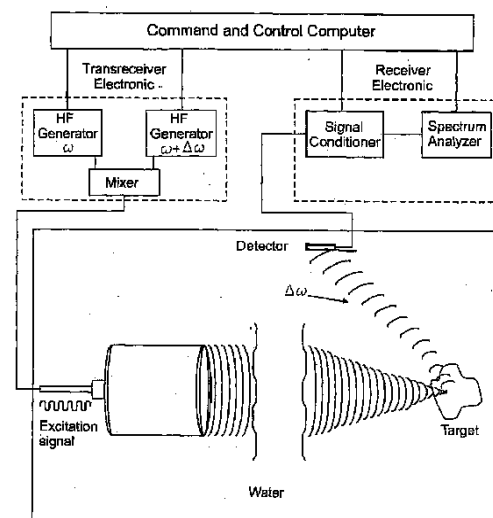 Command and Control Computer
Transreceiver
Electronic
Receiver
Electronic
HF
Generator
ω
HF
Generator
ω+Δω
Mixer
Signal
Conditioner
Spectrum
Analyzer
Detector
Δω
Excitation
signal
Target
Water